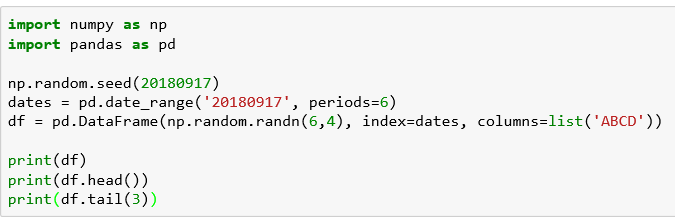 import numpy as np
import pandas as pd
np.random.seed(20180917)
dates = pd.date_range('20180917', periods=6)
df = pd.DataFrame(np.random.randn(6,4), index=dates, columns=list('ABCD'))
print(df)
print(df.head())
print(df.tail(3))